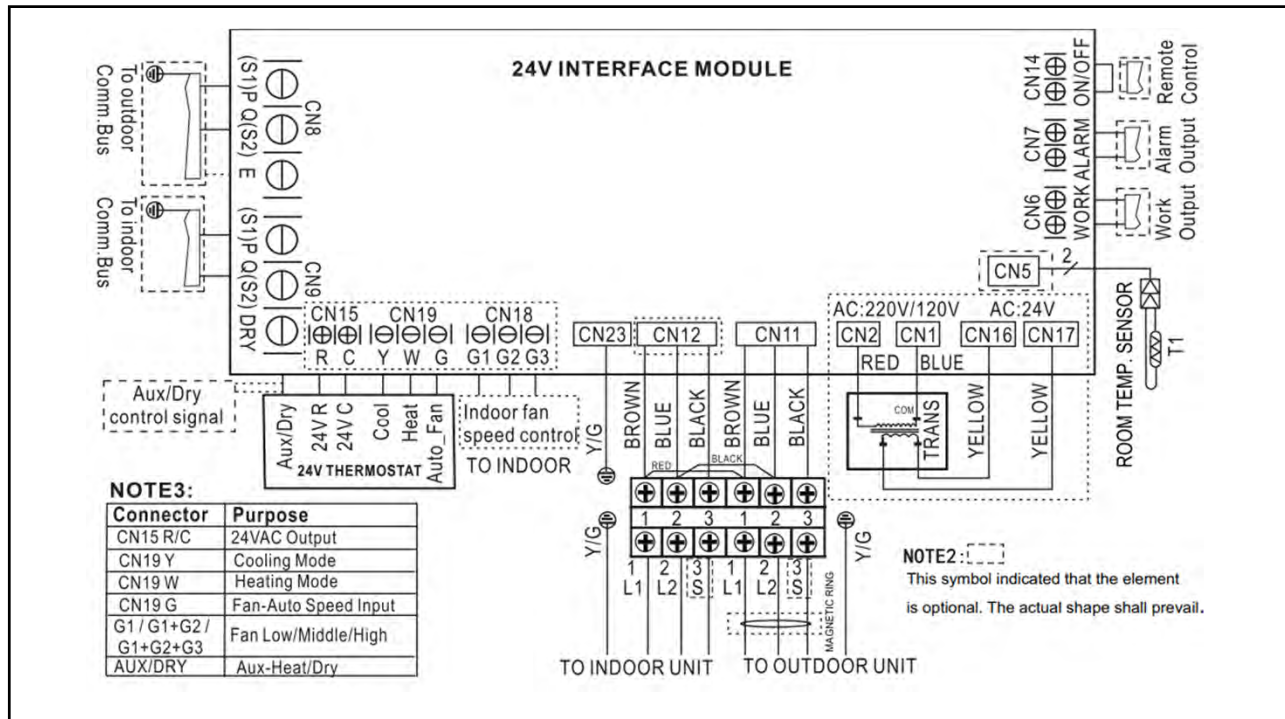 24V INTERFACE MODULE
To outdoor
Comm.Bus
(S1)P Q(S2) E
CN8
To indoor
Comm.Bus
(S1)P Q(S2) DRY
CN9
CN14
ON/OFF
Remote
Control
CN7
ALARM
Alarm
Output
CN6
WORK
Work
Output
CN5
2
ROOM TEMP. SENSOR
T1
CN15 CN19 CN18
R C Y W G G1 G2 G3
CN23 CN12 CN11
AC:220V/120V AC:24V
CN2 CN1 CN16 CN17
RED BLUE
YELLOW YELLOW
COM
TRANS
Aux/Dry
control signal
Aux/Dry
24V R
24V C
Cool
Heat
Auto_Fan
24V THERMOSTAT
Indoor fan
speed control
TO INDOOR
Y/G
BROWN
BLUE
BLACK
BROWN
BLUE
BLACK
RED BLACK
1 2 3 1 2 3
Y/G
Y/G
1 2 3 1 2 3
L1 L2 S L1 L2 S
MAGNETIC RING
TO INDOOR UNIT TO OUTDOOR UNIT
NOTE3:
Connector Purpose
CN15 R/C 24VAC Output
CN19 Y Cooling Mode
CN19 W Heating Mode
CN19 G Fan-Auto Speed Input
G1 / G1+G2 /
G1+G2+G3 Fan Low/Middle/High
AUX/DRY Aux-Heat/Dry
NOTE2:
This symbol indicated that the element
is optional. The actual shape shall prevail.